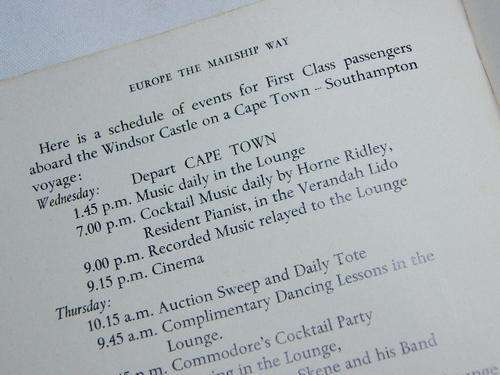 EUROPE THE MAILSHIP WAY
Here is a schedule of events for First Class passengers
aboard the Windsor Castle on a Cape Town – Southampton
voyage:
Wednesday: Depart CAPE TOWN
1.45 p.m. Music daily in the Lounge
7.00 p.m. Cocktail Music daily by Horne Ridley,
Resident Pianist, in the Verandah Lido
9.00 p.m. Recorded Music relayed to the Lounge
9.15 p.m. Cinema
Thursday:
10.15 a.m. Auction Sweep and Daily Tote
9.45 a.m. Complimentary Dancing Lessons in the
Lounge.
p.m. Commodore's Cocktail Party
in the Lounge,
Skene and his Band